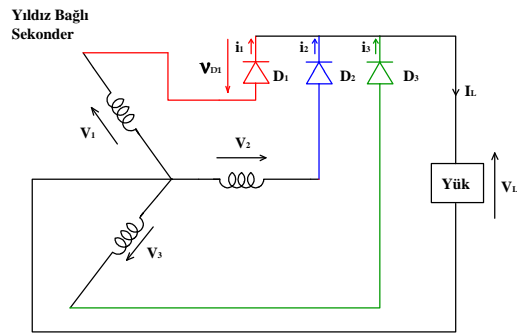 Yıldız Bağlı
Sekonder
i1 i2 i3
VD1 D1 D2 D3
IL
V1 V2
Yük VL
V3